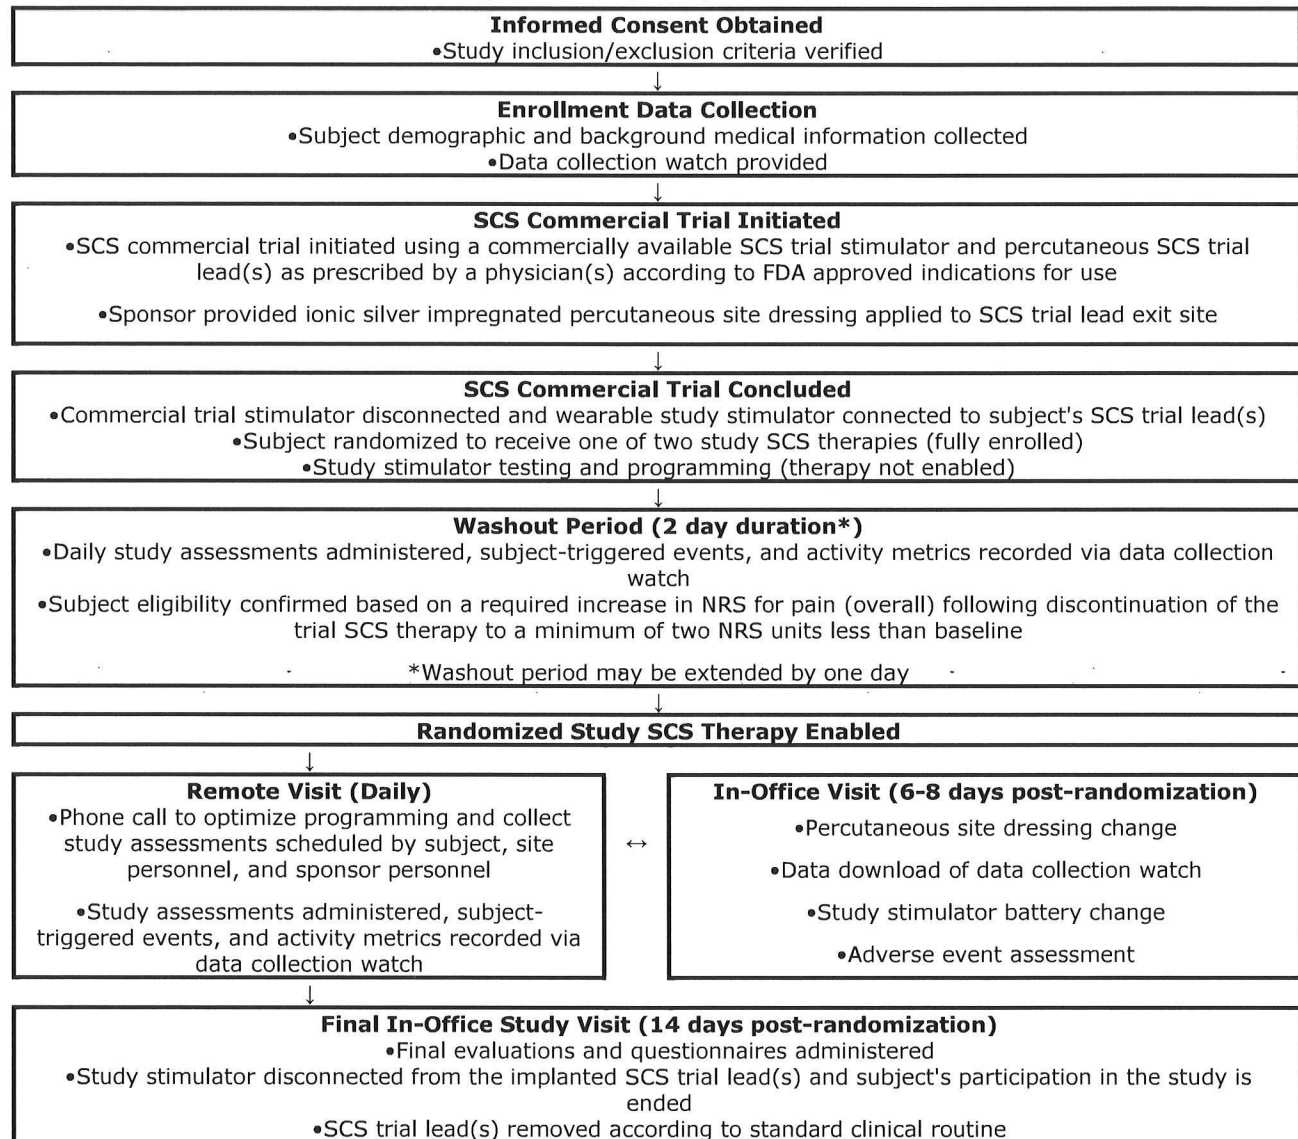 Informed Consent Obtained
•Study inclusion/exclusion criteria verified
↓
Enrollment Data Collection
•Subject demographic and background medical information collected
•Data collection watch provided
↓
SCS Commercial Trial Initiated
•SCS commercial trial initiated using a commercially available SCS trial stimulator and percutaneous SCS trial
lead(s) as prescribed by a physician(s) according to FDA approved indications for use
•Sponsor provided ionic silver impregnated percutaneous site dressing applied to SCS trial lead exit site
↓
SCS Commercial Trial Concluded
•Commercial trial stimulator disconnected and wearable study stimulator connected to subject's SCS trial lead(s)
•Subject randomized to receive one of two study SCS therapies (fully enrolled)
•Study stimulator testing and programming (therapy not enabled)
↓
Washout Period (2 day duration*)
•Daily study assessments administered, subject-triggered events, and activity metrics recorded via data collection
watch
•Subject eligibility confirmed based on a required increase in NRS for pain (overall) following discontinuation of the
trial SCS therapy to a minimum of two NRS units less than baseline
*Washout period may be extended by one day
↓
Randomized Study SCS Therapy Enabled
↓
Remote Visit (Daily)
•Phone call to optimize programming and collect
study assessments scheduled by subject, site
personnel, and sponsor personnel
•Study assessments administered, subject-
triggered events, and activity metrics recorded via
data collection watch
↔
In-Office Visit (6-8 days post-randomization)
•Percutaneous site dressing change
•Data download of data collection watch
•Study stimulator battery change
•Adverse event assessment
↓
Final In-Office Study Visit (14 days post-randomization)
•Final evaluations and questionnaires administered
•Study stimulator disconnected from the implanted SCS trial lead(s) and subject's participation in the study is
ended
•SCS trial lead(s) removed according to standard clinical routine